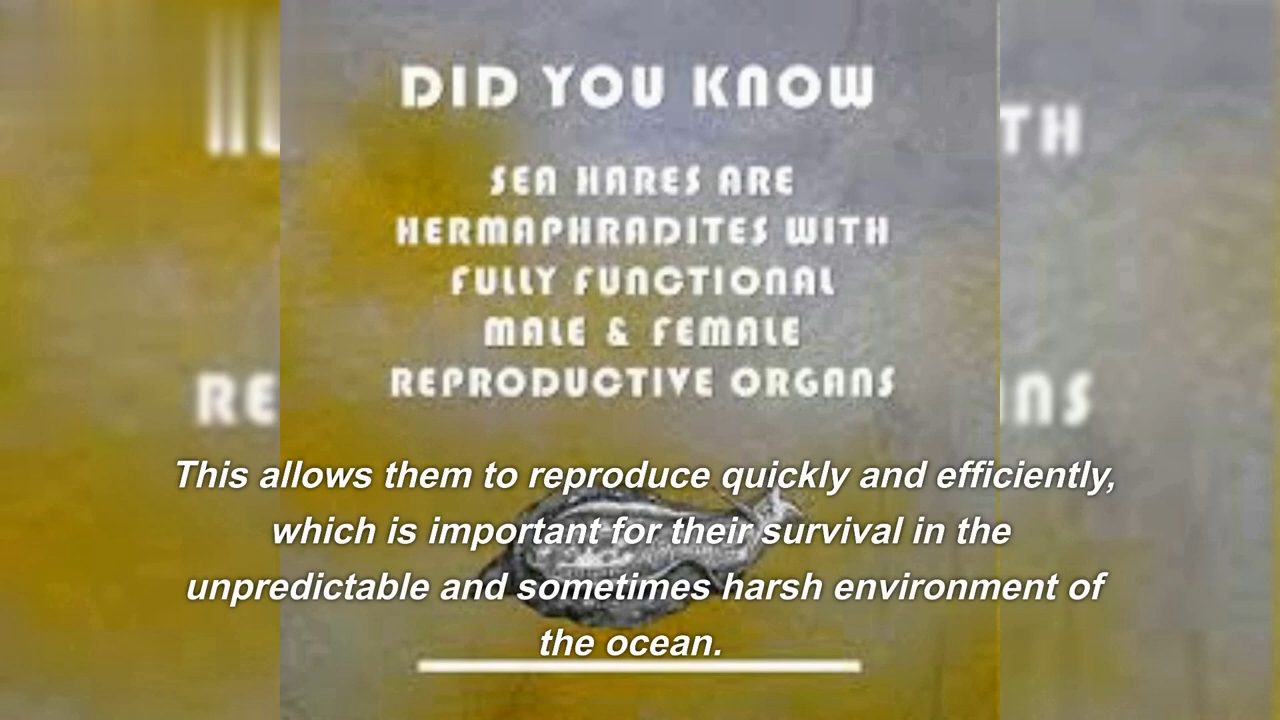 DID YOU KNOW
SEA HARES ARE
HERMAPHRADITES WITH
FULLY FUNCTIONAL
MALE & FEMALE
REPRODUCTIVE ORGANS
This allows them to reproduce quickly and efficiently,
which is important for their survival in the
unpredictable and sometimes harsh environment of
the ocean.